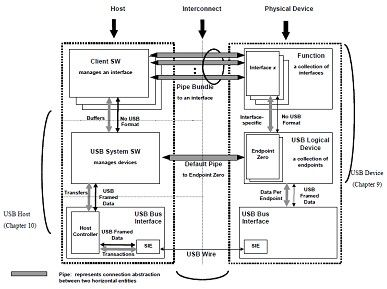 Host
Interconnect
Physical Device
Client SW
manages an interface
Pipe Bundle
to an interface
Interface x
Function
a collection of
interfaces
Buffers
No USB
Format
Interface-
specific
No USB
Format
USB System SW
manages devices
Default Pipe
to Endpoint Zero
Endpoint
Zero
USB Logical
Device
a collection of
endpoints
USB Host
(Chapter 10)
USB Device
(Chapter 9)
Transfers
USB
Framed
Data
Data Per
Endpoint
USB
Framed
Data
USB Bus
Interface
Host
Controller
USB Framed
Data
Transactions
SIE
USB Wire
USB Bus
Interface
SIE
Pipe: represents connection abstraction
between two horizontal entities